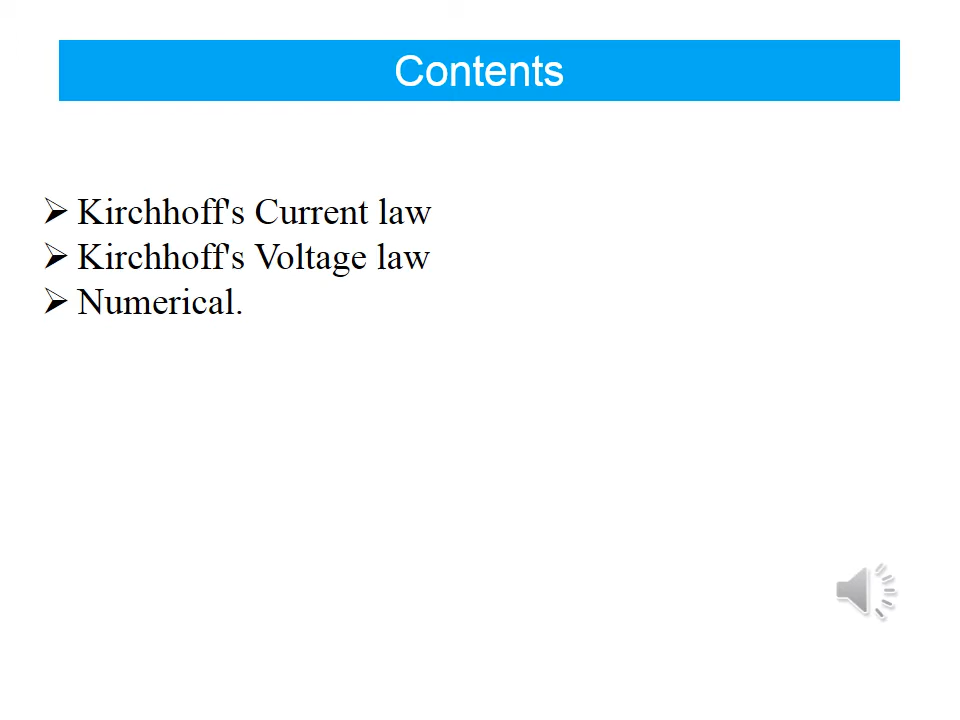 Contents
➢ Kirchhoff's Current law
➢ Kirchhoff's Voltage law
➢ Numerical.